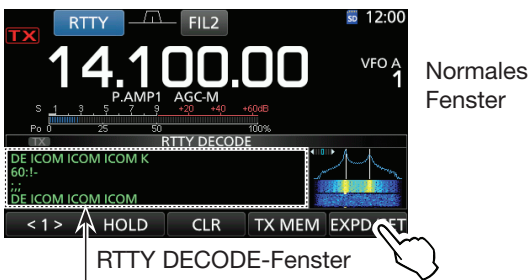 RTTY FIL2 SD 12:00
TX
14.100.00
VFO A
1
P.AMP1 AGC-M
S 1 3 5 7 9 +20 +40 +60dB
Po 0 25 50 100%
TX RTTY DECODE
DE ICOM ICOM ICOM K
60:!-
;,;
DE ICOM ICOM ICOM
< 1 > HOLD CLR TX MEM EXPD
Normales
Fenster
RTTY DECODE-Fenster